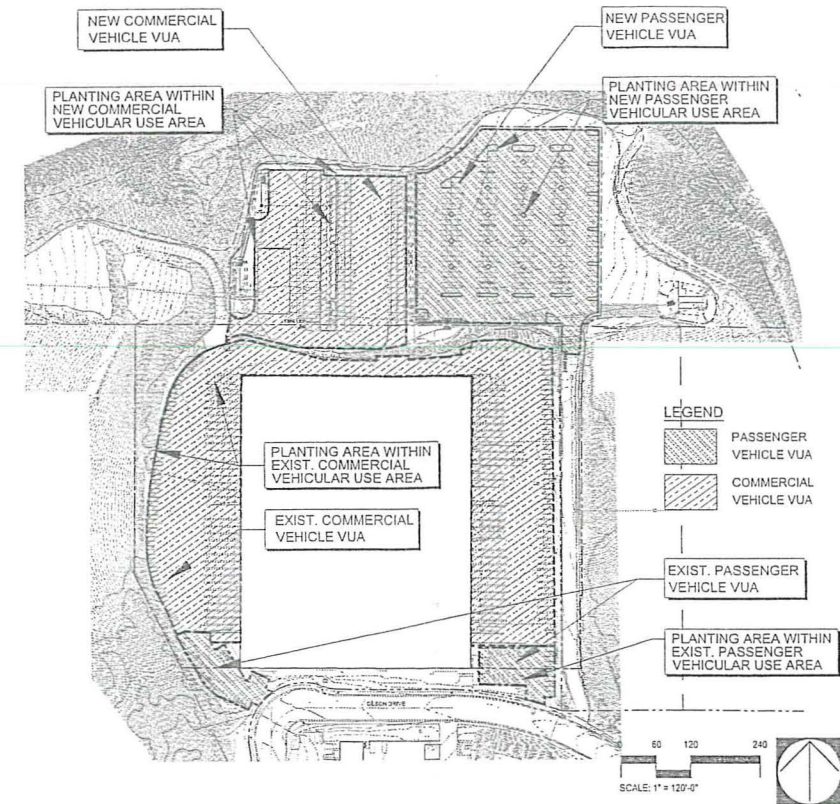 NEW COMMERCIAL
VEHICLE VUA
NEW PASSENGER
VEHICLE VUA
PLANTING AREA WITHIN
NEW COMMERCIAL
VEHICULAR USE AREA
PLANTING AREA WITHIN
NEW PASSENGER
VEHICULAR USE AREA
LEGEND
PASSENGER
VEHICLE VUA
COMMERCIAL
VEHICLE VUA
PLANTING AREA WITHIN
EXIST. COMMERCIAL
VEHICULAR USE AREA
EXIST. COMMERCIAL
VEHICLE VUA
EXIST. PASSENGER
VEHICLE VUA
PLANTING AREA WITHIN
EXIST. PASSENGER
VEHICULAR USE AREA
DRIVE
0 60 120 240
SCALE: 1" = 120'-0"